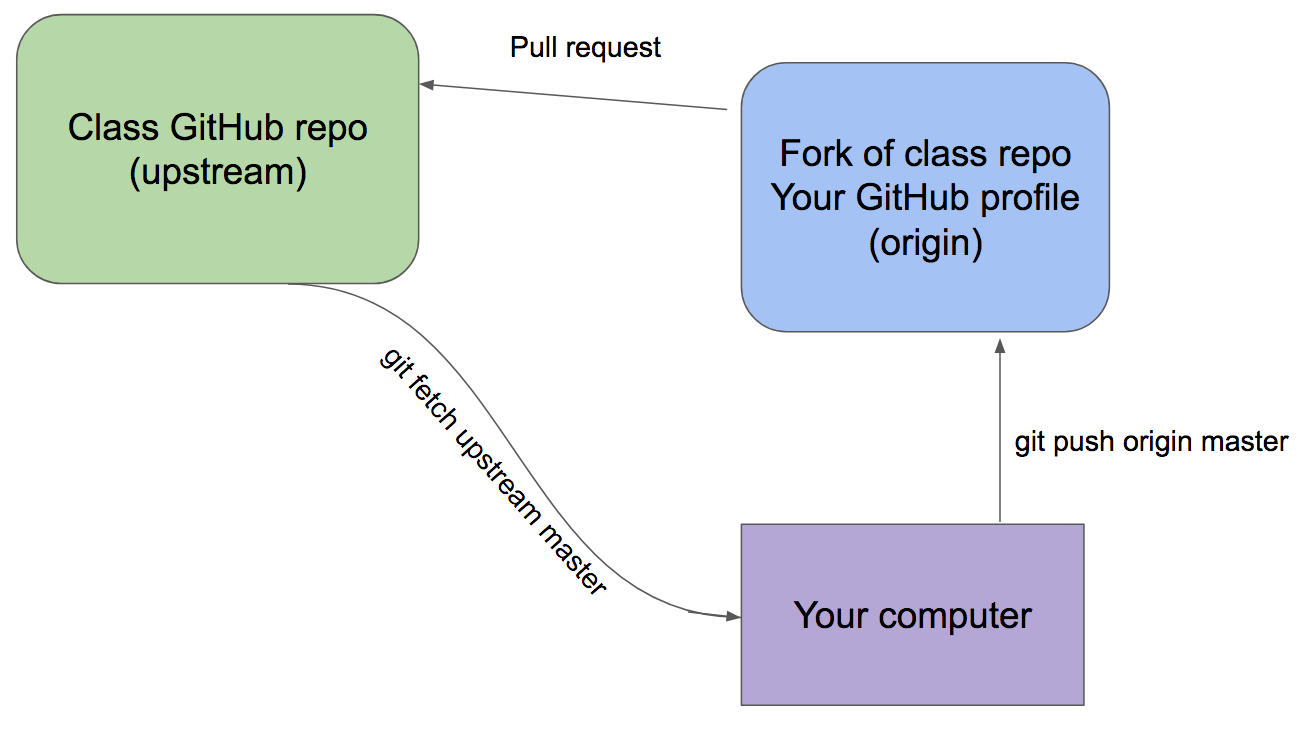 Pull request
Class GitHub repo
(upstream)
Fork of class repo
Your GitHub profile
(origin)
git fetch upstream master
git push origin master
Your computer